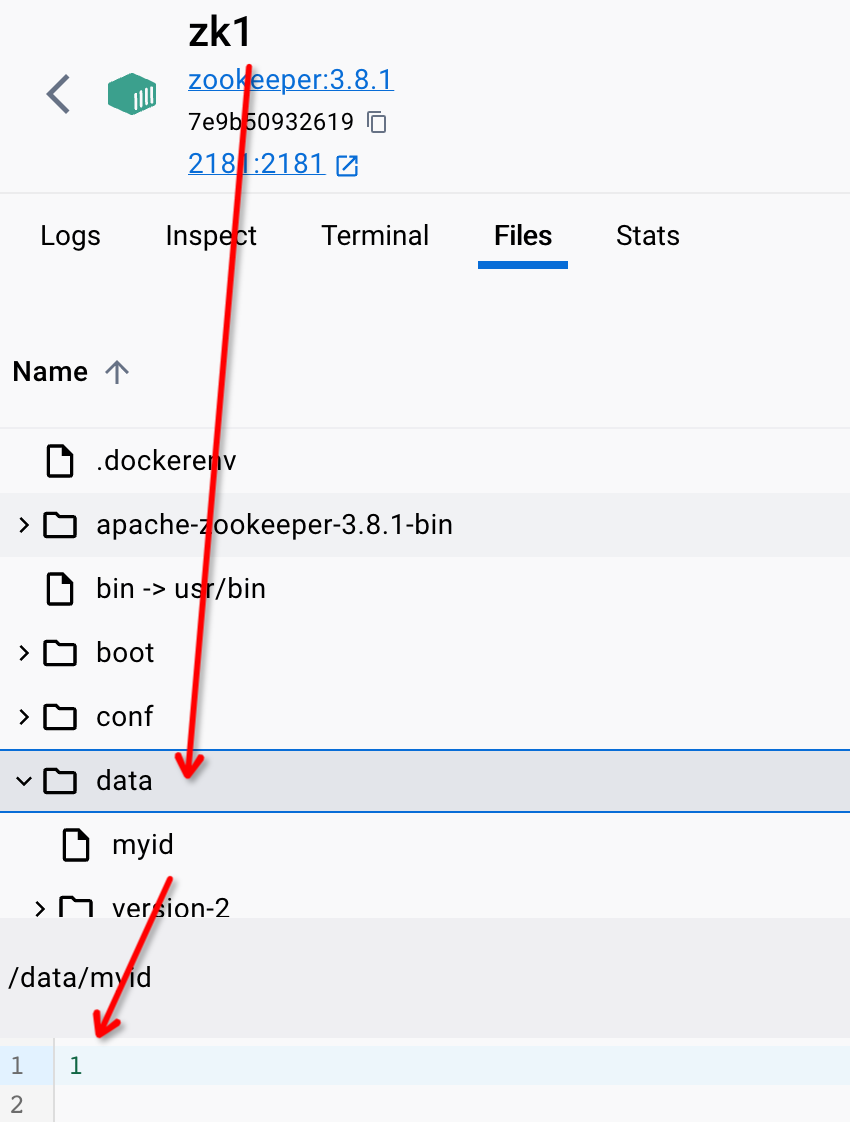 zk1
zookeeper:3.8.1
7e9b50932619
2181:2181
Logs Inspect Terminal Files Stats
Name
.dockerenv
apache-zookeeper-3.8.1-bin
bin -> usr/bin
boot
conf
data
myid
version-2
/data/myid
1 1
2